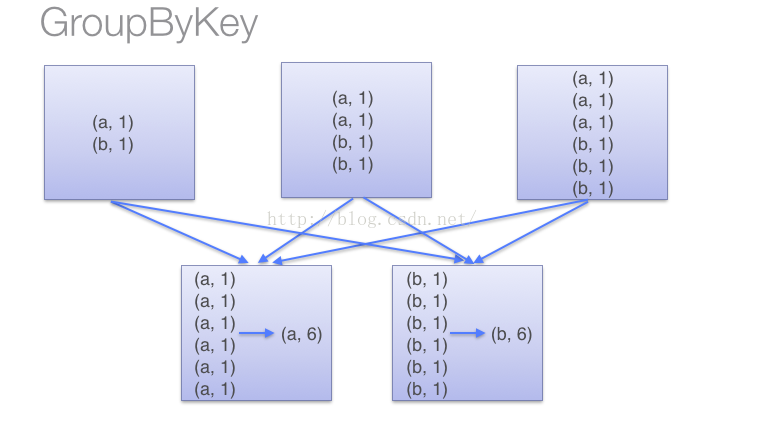 GroupByKey
(a, 1)
(b, 1)
(a, 1)
(a, 1)
(b, 1)
(b, 1)
(a, 1)
(a, 1)
(a, 1)
(b, 1)
(b, 1)
(b, 1)
http://blog.csdn.net/
(a, 1)
(a, 1)
(a, 1)
(a, 1)
(a, 1)
(a, 1)
(a, 6)
(b, 1)
(b, 1)
(b, 1)
(b, 1)
(b, 1)
(b, 1)
(b, 6)